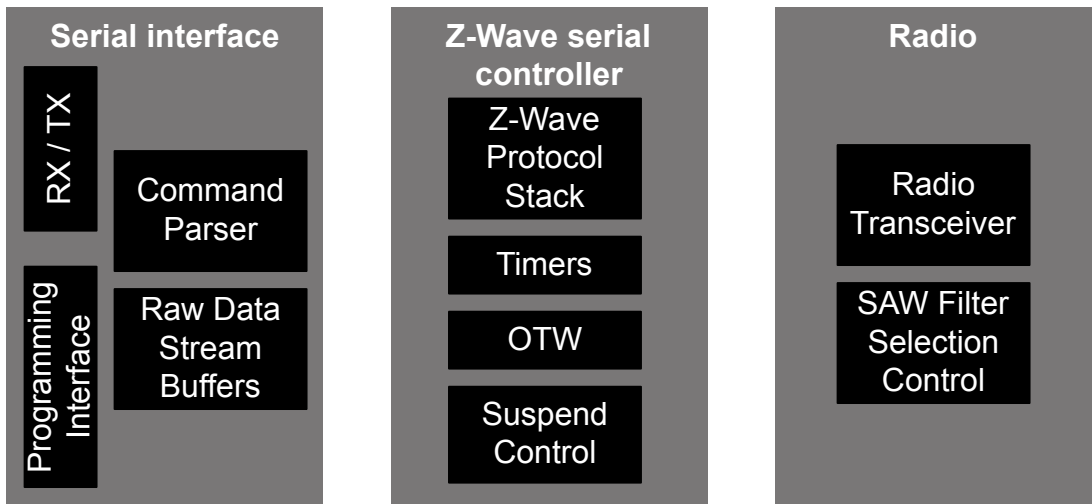 Serial interface
RX / TX
Command
Parser
Programming
Interface
Raw Data
Stream
Buffers
Z-Wave serial
controller
Z-Wave
Protocol
Stack
Timers
OTW
Suspend
Control
Radio
Radio
Transceiver
SAW Filter
Selection
Control